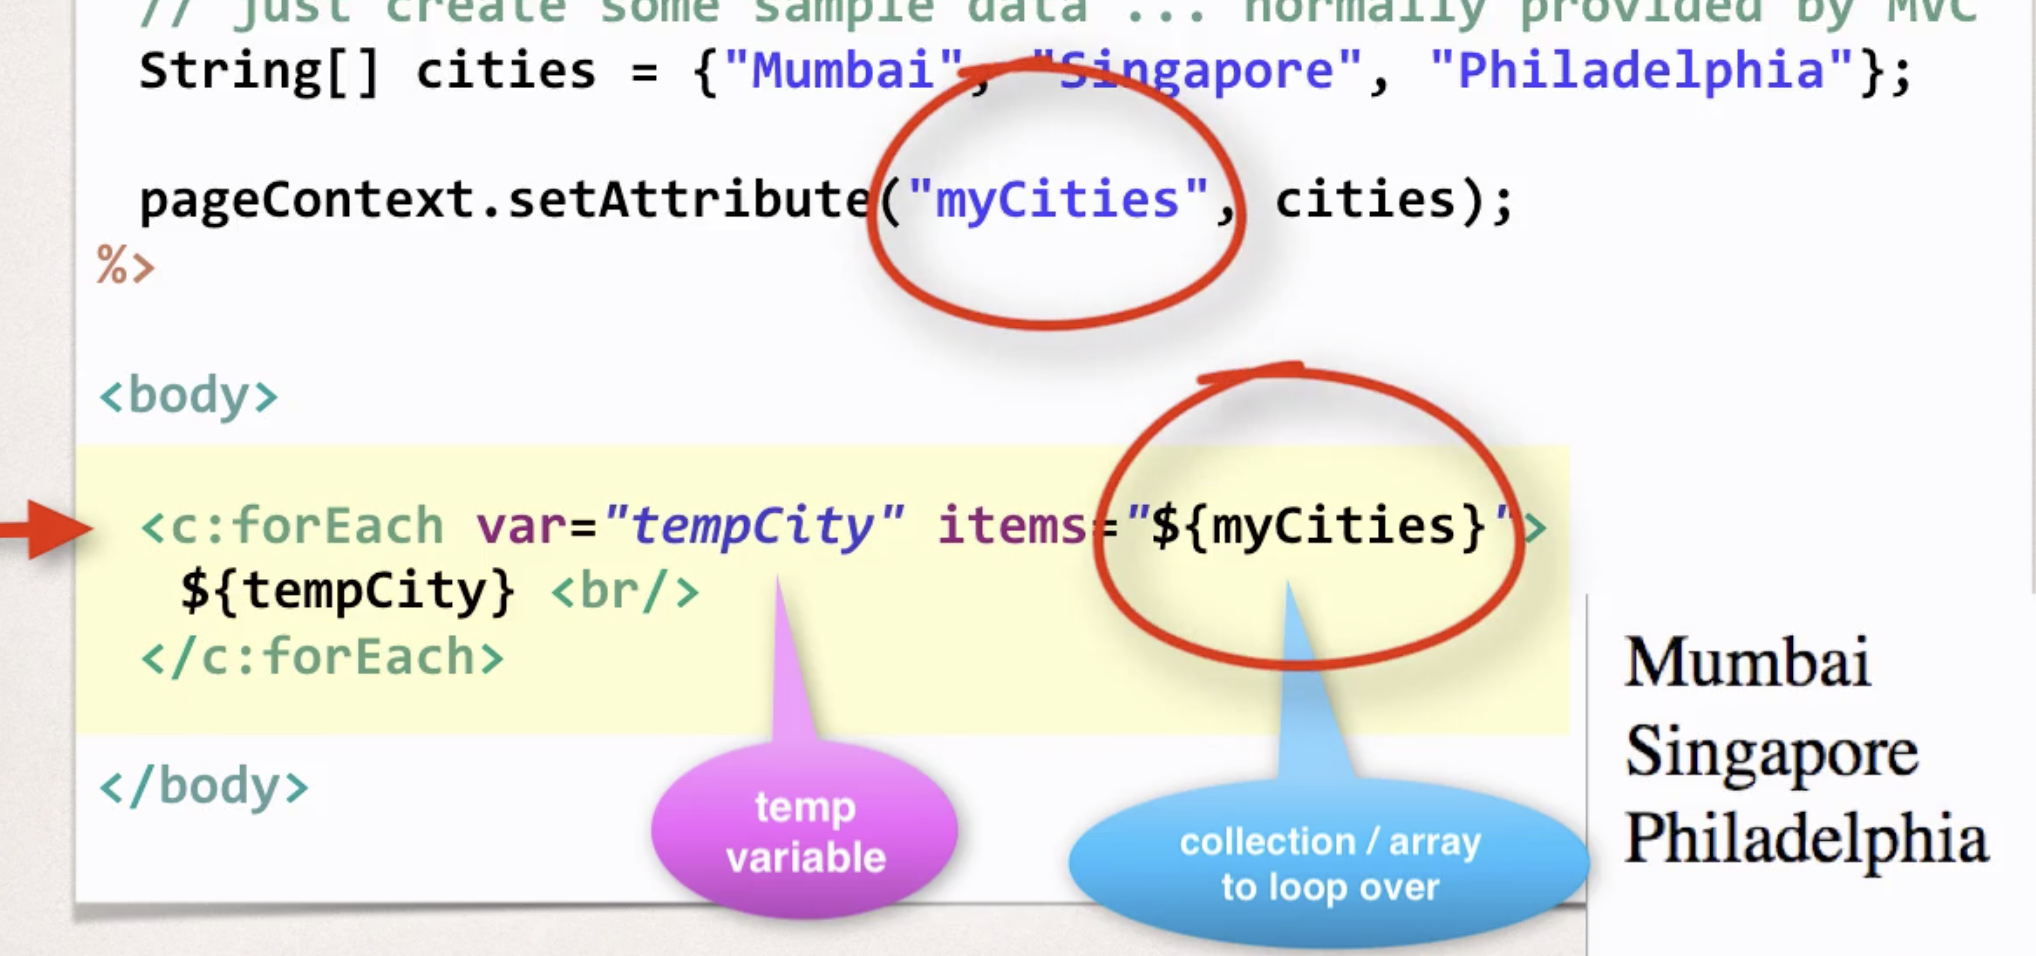 // just create some sample data ... normally provided by MVC
String[] cities = {"Mumbai", "Singapore", "Philadelphia"};
pageContext.setAttribute("myCities", cities);
%>
<body>
<c:forEach var="tempCity" items="${myCities}">
${tempCity} <br/>
</c:forEach>
</body>
temp
variable
collection / array
to loop over
Mumbai
Singapore
Philadelphia